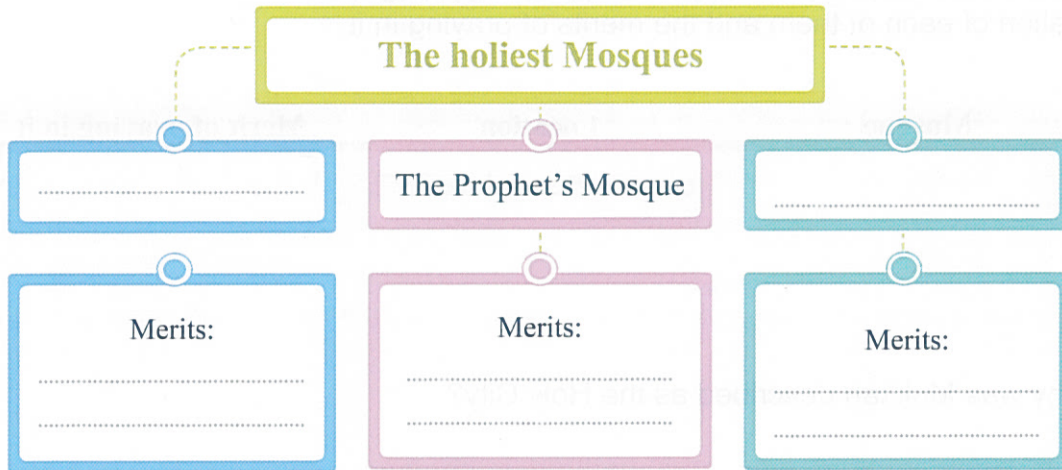 The holiest Mosques
The Prophet's Mosque
Merits:
Merits:
Merits: